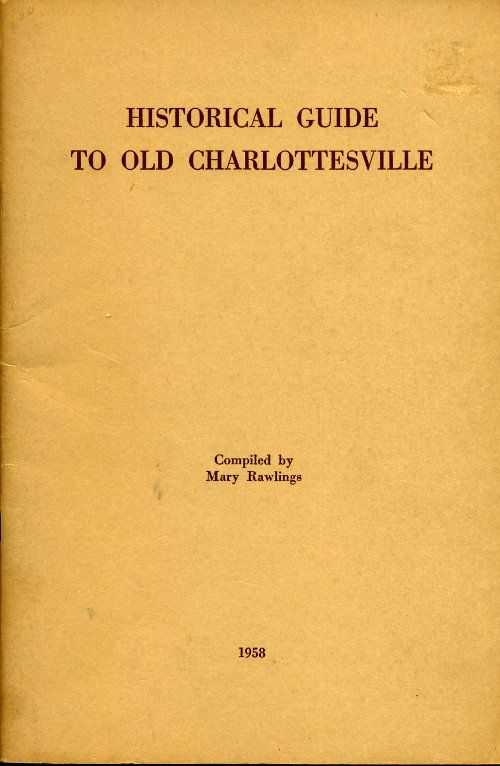 HISTORICAL GUIDE
TO OLD CHARLOTTESVILLE
Compiled by
Mary Rawlings
1958